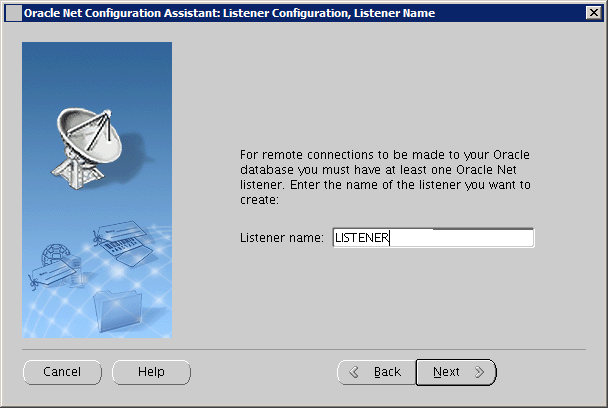 Oracle Net Configuration Assistant: Listener Configuration, Listener Name
For remote connections to be made to your Oracle
database you must have at least one Oracle Net
listener. Enter the name of the listener you want to
create:
Listener name: LISTENER
Cancel Help Back Next